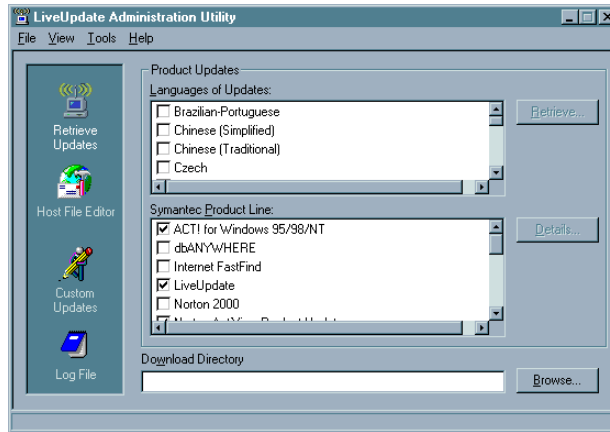 LiveUpdate Administration Utility
File View Tools Help
Retrieve
Updates
Host File Editor
Custom
Updates
Log File
Product Updates
Languages of Updates:
Brazilian-Portuguese
Chinese (Simplified)
Chinese (Traditional)
Czech
Retrieve...
Symantec Product Line:
ACT! for Windows 95/98/NT
dbANYWHERE
Internet FastFind
LiveUpdate
Norton 2000
Details...
Download Directory
Browse...